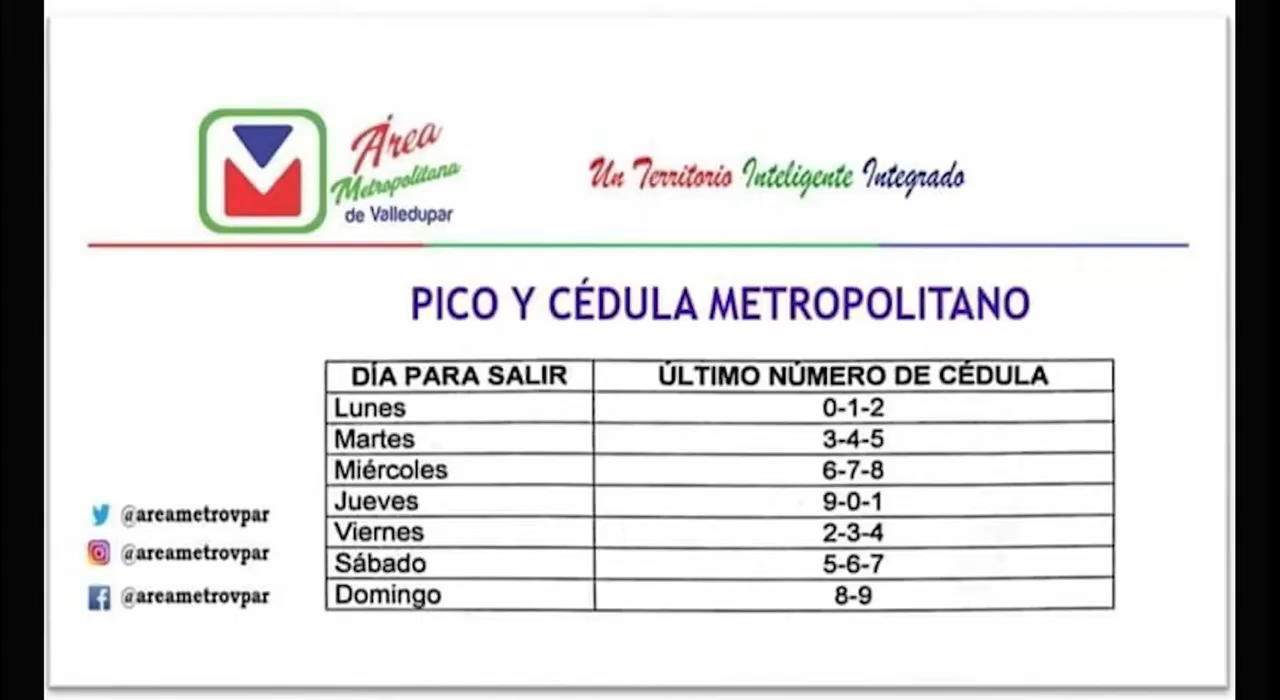 Área
Metropolitana
de Valledupar
Un Territorio Inteligente Integrado
PICO Y CÉDULA METROPOLITANO
DÍA PARA SALIR ÚLTIMO NÚMERO DE CÉDULA
Lunes 0-1-2
Martes 3-4-5
Miércoles 6-7-8
Jueves 9-0-1
Viernes 2-3-4
Sábado 5-6-7
Domingo 8-9
@areametrovpar
@areametrovpar
@areametrovpar